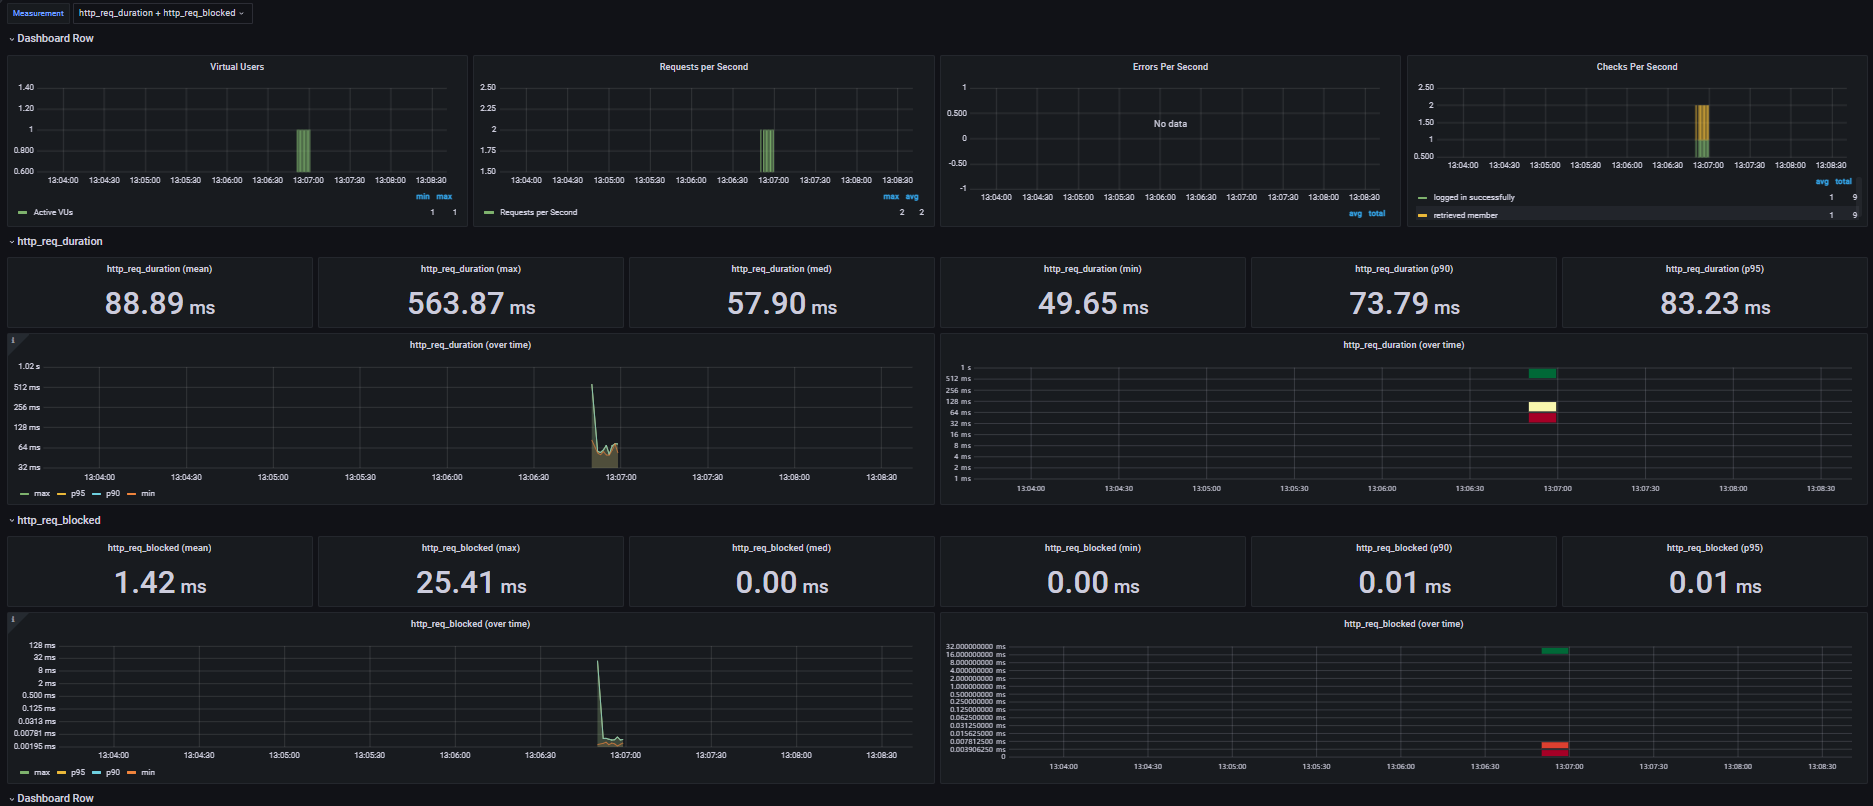 Measurement http_req_duration + http_req_blocked
Dashboard Row
Virtual Users
1.40
1.20
1
0.800
0.600
13:04:00 13:04:30 13:05:00 13:05:30 13:06:00 13:06:30 13:07:00 13:07:30 13:08:00 13:08:30
min max
Active VUs 1 1
Requests per Second
2.50
2.25
2
1.75
1.50
13:04:00 13:04:30 13:05:00 13:05:30 13:06:00 13:06:30 13:07:00 13:07:30 13:08:00 13:08:30
max avg
Requests per Second 2 2
Errors Per Second
1
0.500
0
-0.50
-1
No data
13:04:00 13:04:30 13:05:00 13:05:30 13:06:00 13:06:30 13:07:00 13:07:30 13:08:00 13:08:30
avg total
Checks Per Second
2.50
2
1.50
1
0.500
13:04:00 13:04:30 13:05:00 13:05:30 13:06:00 13:06:30 13:07:00 13:07:30 13:08:00 13:08:30
avg total
logged in successfully 1 9
retrieved member 1 9
http_req_duration
http_req_duration (mean)
88.89 ms
http_req_duration (max)
563.87 ms
http_req_duration (med)
57.90 ms
http_req_duration (min)
49.65 ms
http_req_duration (p90)
73.79 ms
http_req_duration (p95)
83.23 ms
http_req_duration (over time)
1.02 s
512 ms
256 ms
128 ms
64 ms
32 ms
13:04:00 13:04:30 13:05:00 13:05:30 13:06:00 13:06:30 13:07:00 13:07:30 13:08:00 13:08:30
max p95 p90 min
http_req_duration (over time)
1 s
512 ms
256 ms
128 ms
64 ms
32 ms
16 ms
8 ms
4 ms
2 ms
1 ms
13:04:00 13:04:30 13:05:00 13:05:30 13:06:00 13:06:30 13:07:00 13:07:30 13:08:00 13:08:30
http_req_blocked
http_req_blocked (mean)
1.42 ms
http_req_blocked (max)
25.41 ms
http_req_blocked (med)
0.00 ms
http_req_blocked (min)
0.00 ms
http_req_blocked (p90)
0.01 ms
http_req_blocked (p95)
0.01 ms
http_req_blocked (over time)
128 ms
32 ms
8 ms
2 ms
0.500 ms
0.125 ms
0.0313 ms
0.00781 ms
0.00195 ms
13:04:00 13:04:30 13:05:00 13:05:30 13:06:00 13:06:30 13:07:00 13:07:30 13:08:00 13:08:30
max p95 p90 min
http_req_blocked (over time)
32.000000000 ms
16.000000000 ms
8.000000000 ms
4.000000000 ms
2.000000000 ms
1.000000000 ms
0.500000000 ms
0.250000000 ms
0.125000000 ms
0.062500000 ms
0.031250000 ms
0.015625000 ms
0.007812500 ms
0.003906250 ms
0
13:04:00 13:04:30 13:05:00 13:05:30 13:06:00 13:06:30 13:07:00 13:07:30 13:08:00 13:08:30
Dashboard Row